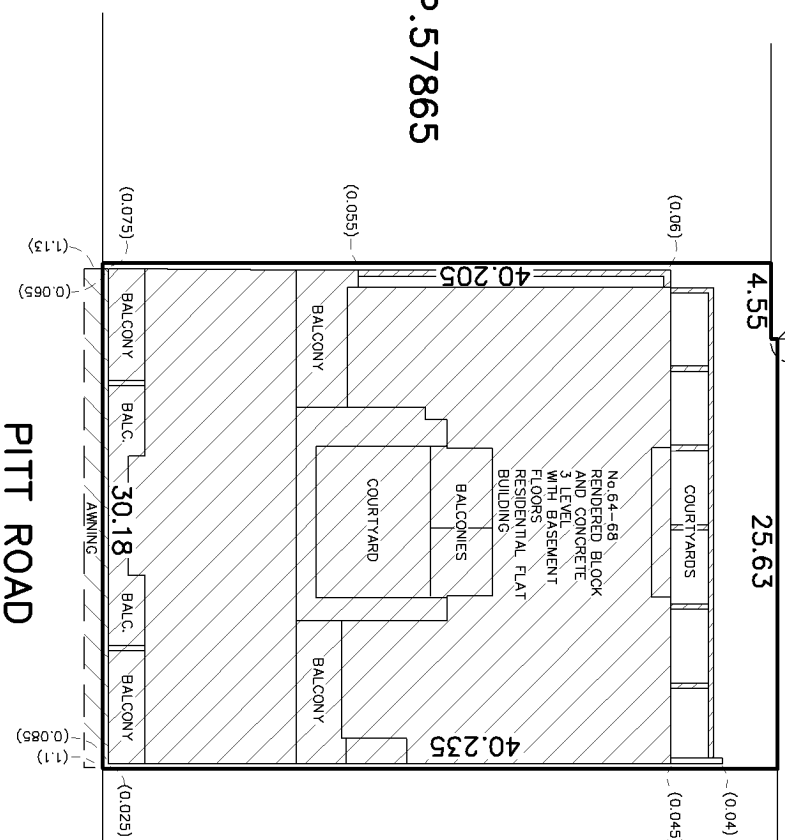 P.57865
(0.075)
(0.055)
(0.06)
(1.13)
(0.065)
40.205
4.55
BALCONY
BALCONY
BALC.
30.18
AWNING
PITT ROAD
COURTYARD
BALCONIES
No.64-68
RENDERED BLOCK
AND CONCRETE
3 LEVEL
WITH BASEMENT
FLOORS
RESIDENTIAL FLAT
BUILDING
COURTYARDS
25.63
BALC.
BALCONY
BALCONY
40.235
(0.085)
(1.1)
(0.025)
(0.045)
(0.04)